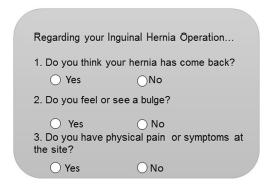 Regarding your Inguinal Hernia Operation…
1. Do you think your hernia has come back?
Yes No
2. Do you feel or see a bulge?
Yes No
3. Do you have physical pain or symptoms at
the site?
Yes No